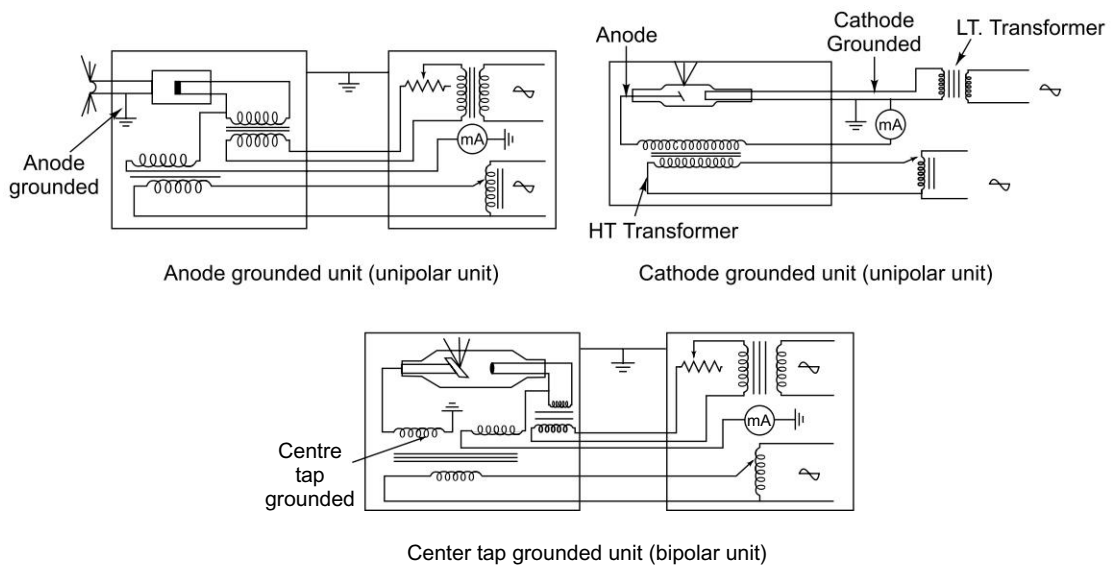 Anode
Cathode
Grounded
LT. Transformer
mA
Anode
grounded
mA
HT Transformer
Anode grounded unit (unipolar unit)
Cathode grounded unit (unipolar unit)
mA
Centre
tap
grounded
Center tap grounded unit (bipolar unit)